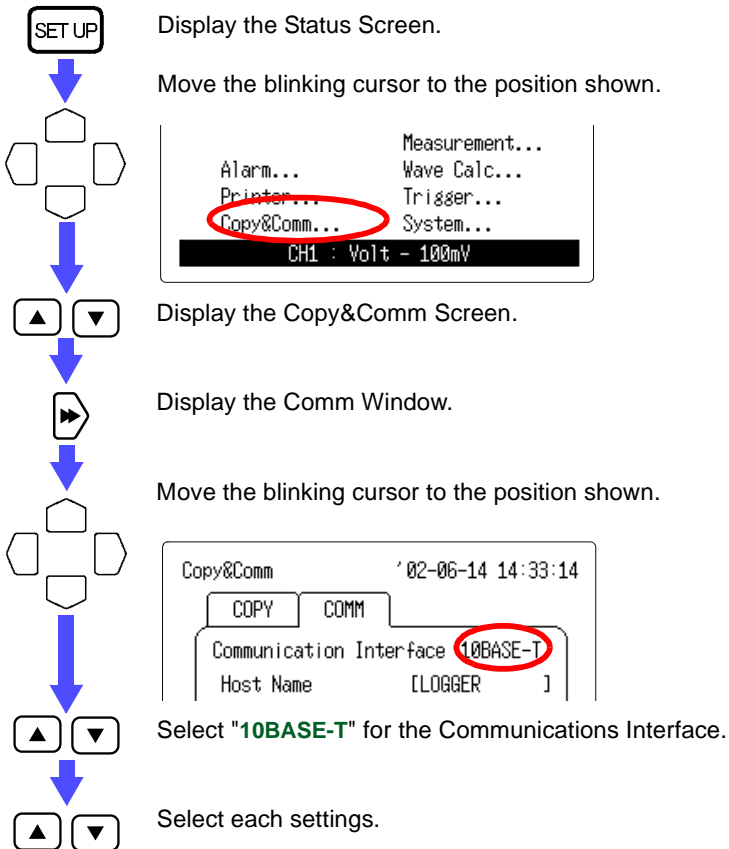 SET UP
Display the Status Screen.
Move the blinking cursor to the position shown.
Measurement...
Alarm... Wave Calc...
Printer... Trigger...
Copy&Comm... System...
CH1 : Volt - 100mV
Display the Copy&Comm Screen.
Display the Comm Window.
Move the blinking cursor to the position shown.
Copy&Comm '02-06-14 14:33:14
COPY COMM
Communication Interface 10BASE-T
Host Name [LOGGER ]
Select "10BASE-T" for the Communications Interface.
Select each settings.